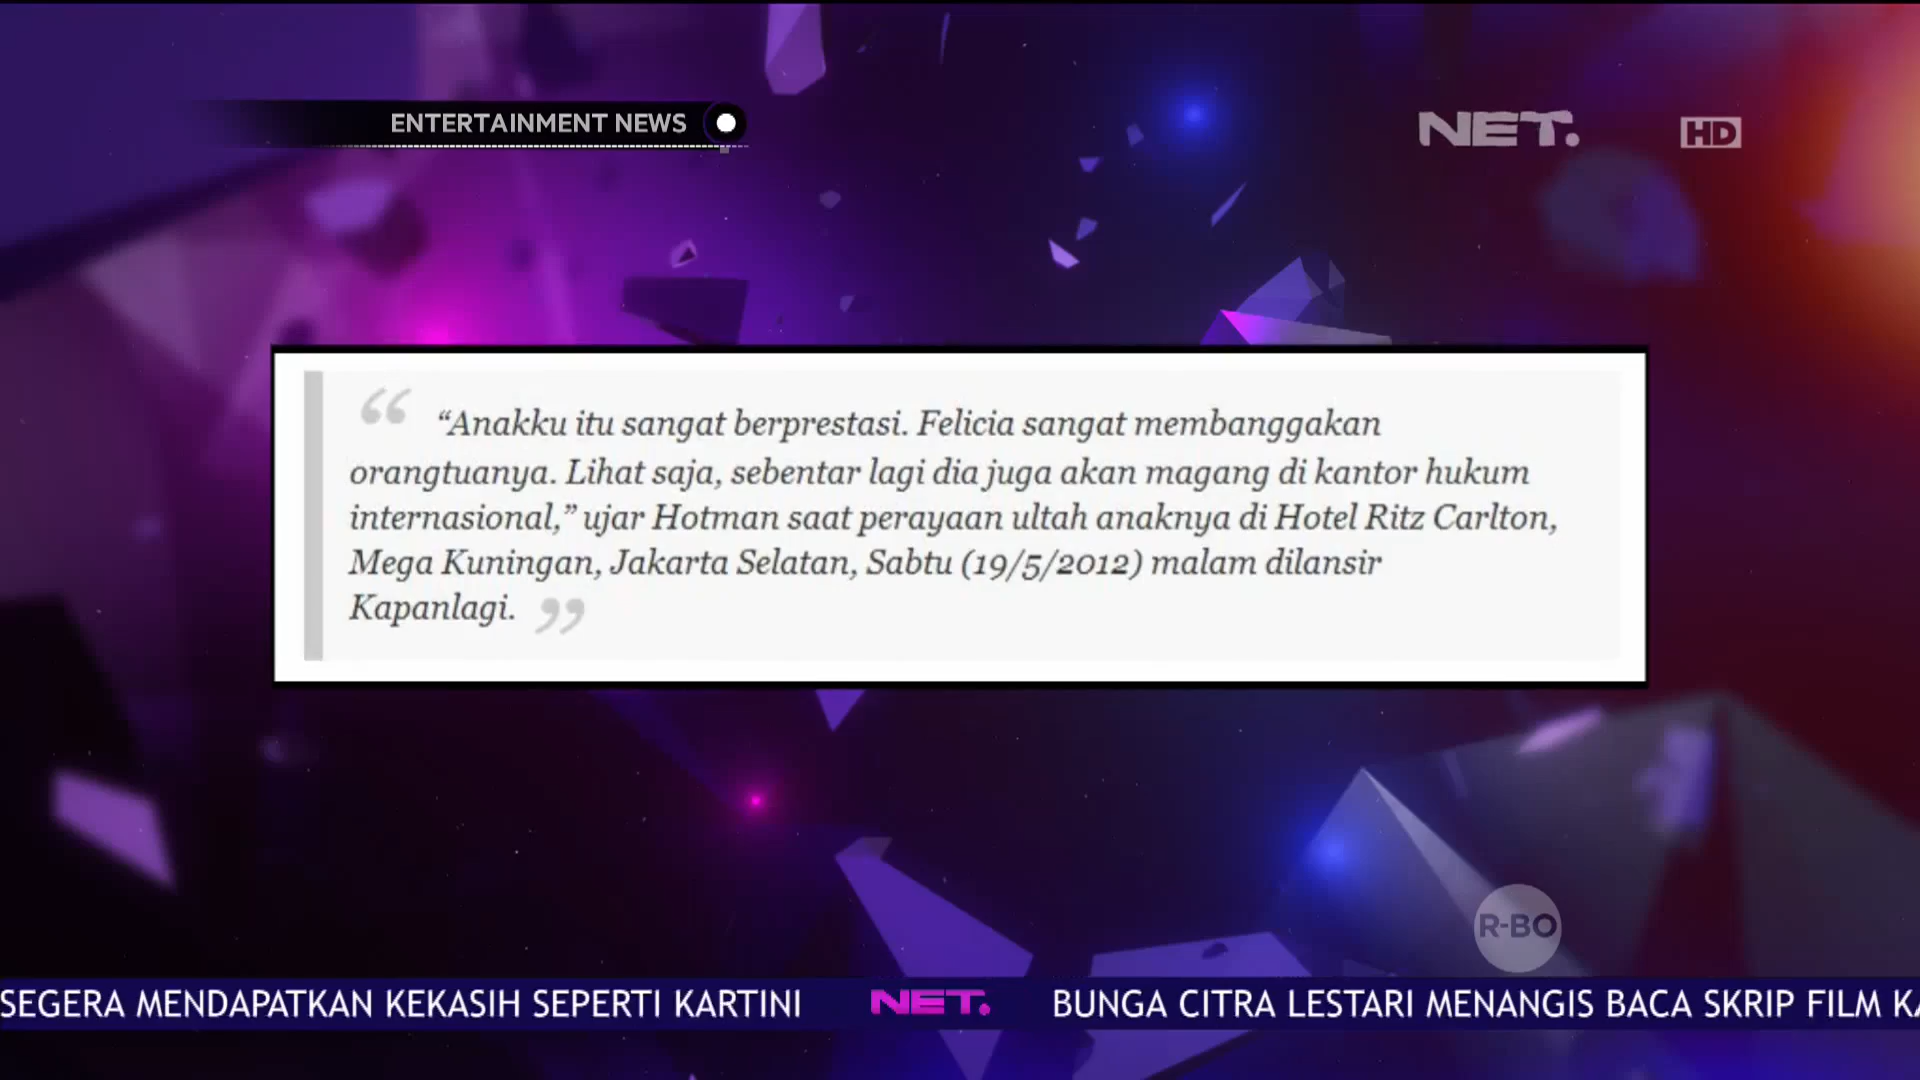 ENTERTAINMENT NEWS
NET.
HD
“ “Anakku itu sangat berprestasi. Felicia sangat membanggakan
orangtuanya. Lihat saja, sebentar lagi dia juga akan magang di kantor hukum
internasional,” ujar Hotman saat perayaan ultah anaknya di Hotel Ritz Carlton,
Mega Kuningan, Jakarta Selatan, Sabtu (19/5/2012) malam dilansir
Kapanlagi. ”
R-BO
SEGERA MENDAPATKAN KEKASIH SEPERTI KARTINI NET. BUNGA CITRA LESTARI MENANGIS BACA SKRIP FILM KA